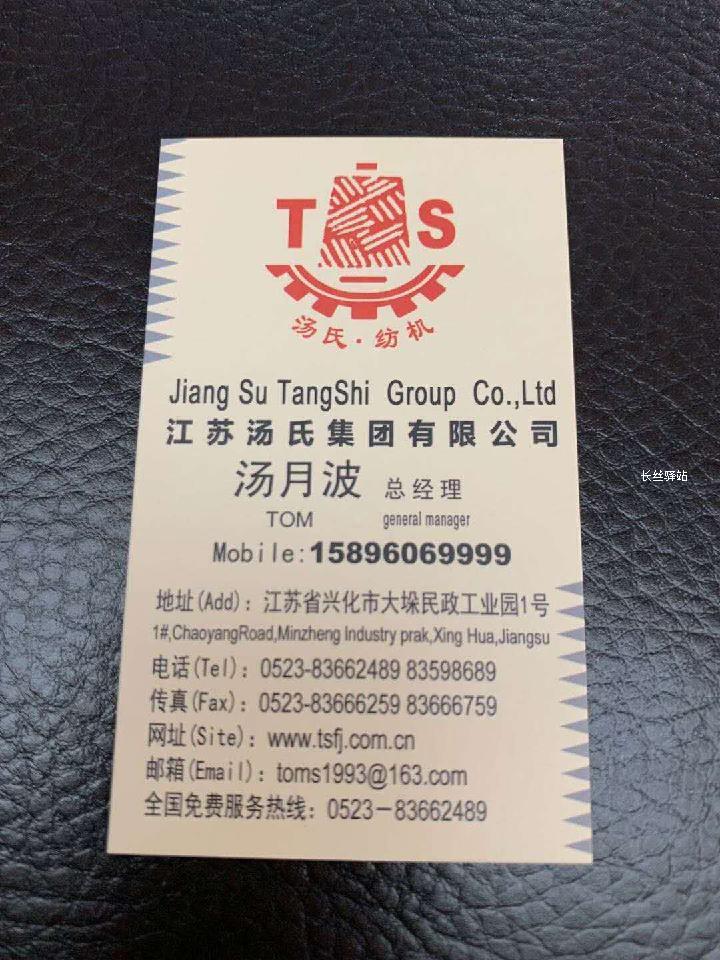 T S
汤氏·纺机
Jiang Su TangShi Group Co.,Ltd
江苏汤氏集团有限公司
汤月波 总经理
TOM general manager
Mobile:15896069999
地址(Add): 江苏省兴化市大垛民政工业园1号
1#,ChaoyangRoad,Minzheng Industry prak,Xing Hua,Jiangsu
电话(Tel): 0523-83662489 83598689
传真(Fax): 0523-83666259 83666759
网址(Site): www.tsfj.com.cn
邮箱(Email): toms1993@163.com
全国免费服务热线: 0523-83662489
长丝驿站